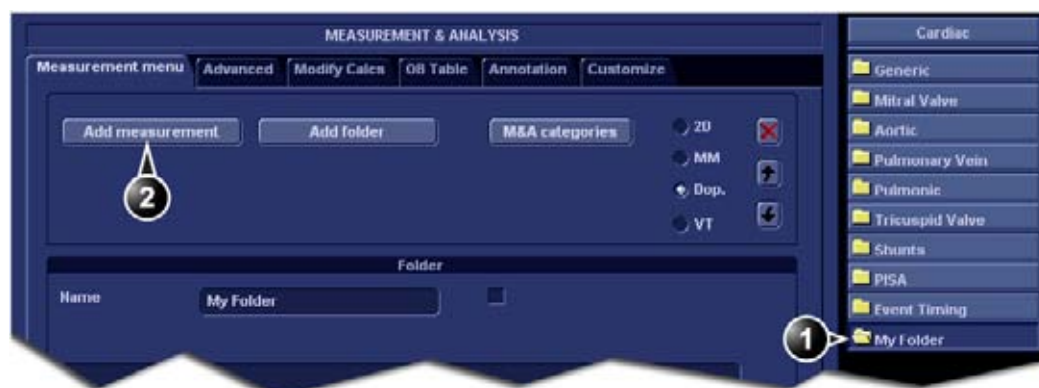 MEASUREMENT & ANALYSIS
Measurement menu Advanced Modify Calcs OB Table Annotation Customize
Add measurement Add folder M&A categories
2D
MM
Dop.
VT
2
Folder
Name My Folder
Cardiac
Generic
Mitral Valve
Aortic
Pulmonary Vein
Pulmonic
Tricuspid Valve
Shunts
PISA
Event Timing
1 My Folder